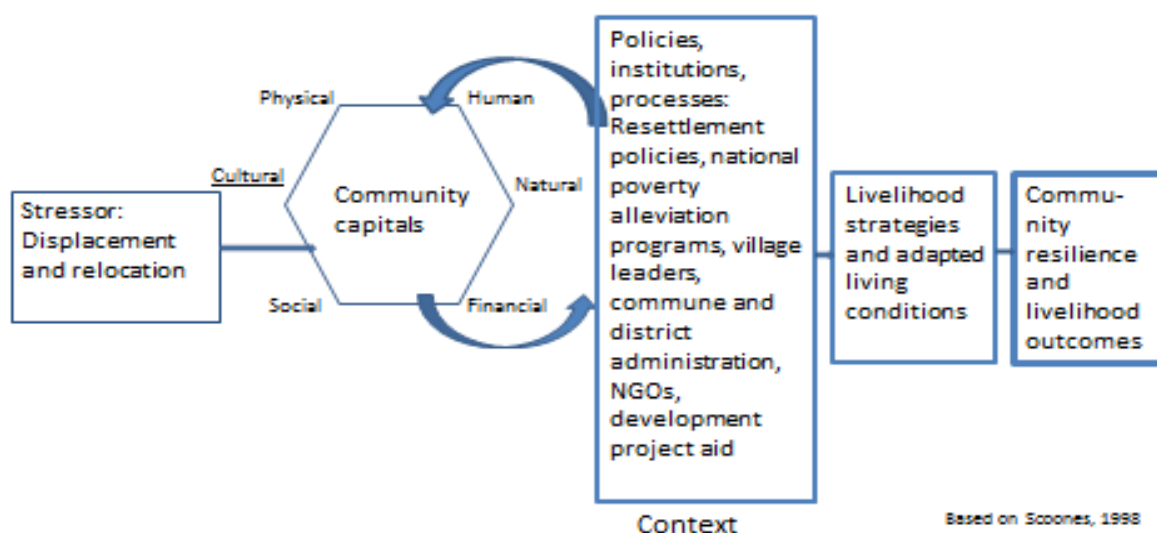 Stressor:
Displacement
and relocation
Physical
Human
Cultural
Natural
Community
capitals
Social
Financial
Policies,
institutions,
processes:
Resettlement
policies, national
poverty
alleviation
programs, village
leaders,
commune and
district
administration,
NGOs,
development
project aid
Context
Livelihood
strategies
and adapted
living
conditions
Commu-
nity
resilience
and
livelihood
outcomes
Based on Scoones, 1998